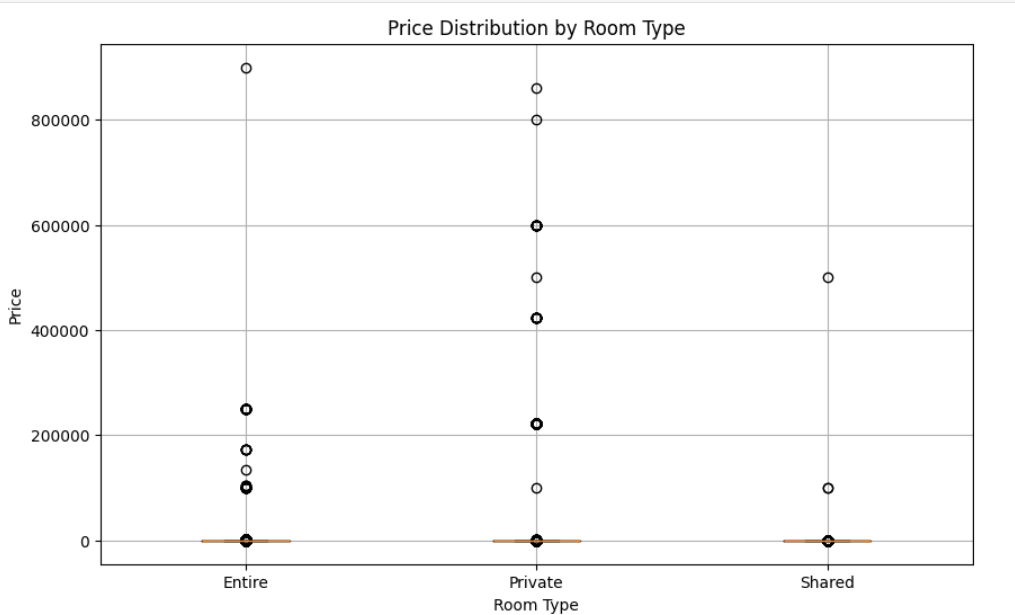 Price Distribution by Room Type
800000
600000
400000
200000
0
Price
Entire
Private
Shared
Room Type